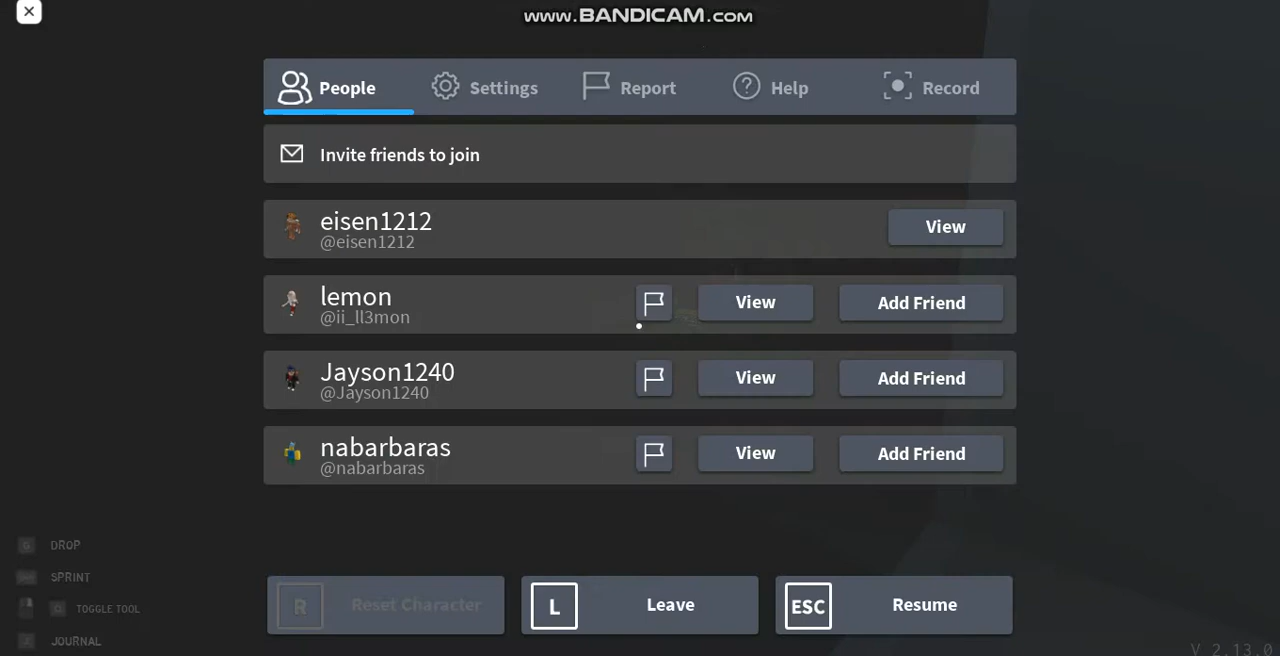 www.BANDICAM.com
People
Settings
Report
Help
Record
Invite friends to join
eisen1212
@eisen1212
View
lemon
@ii_ll3mon
View
Add Friend
Jayson1240
@Jayson1240
View
Add Friend
nabarbaras
@nabarbaras
View
Add Friend
G DROP
SPRINT
Q TOGGLE TOOL
J JOURNAL
R Reset Character
L Leave
ESC Resume
V 2.13.0